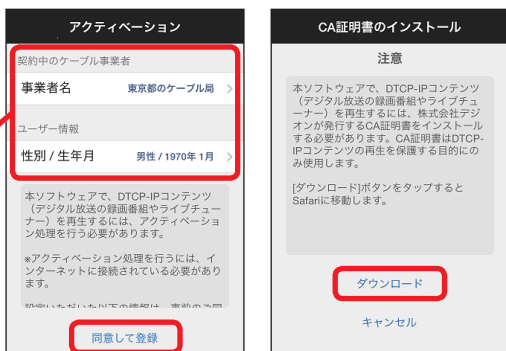 アクティベーション
契約中のケーブル事業者
事業者名 東京都のケーブル局
ユーザー情報
性別 / 生年月 男性 / 1970年 1月
本ソフトウェアで、DTCP-IPコンテンツ
（デジタル放送の録画番組やライブチュー
ナー）を再生するには、アクティベーショ
ン処理を行う必要があります。
※アクティベーション処理を行うには、イ
ンターネットに接続されている必要があり
ます。
同意して登録
CA証明書のインストール
注意
本ソフトウェアで、DTCP-IPコンテンツ
（デジタル放送の録画番組やライブチュ
ーナー）を再生するには、株式会社デジ
オンが発行するCA証明書をインストール
する必要があります。CA証明書はDTCP-
IPコンテンツの再生を保護する目的にの
み使用します。
[ダウンロード]ボタンをタップすると
Safariに移動します。
ダウンロード
キャンセル